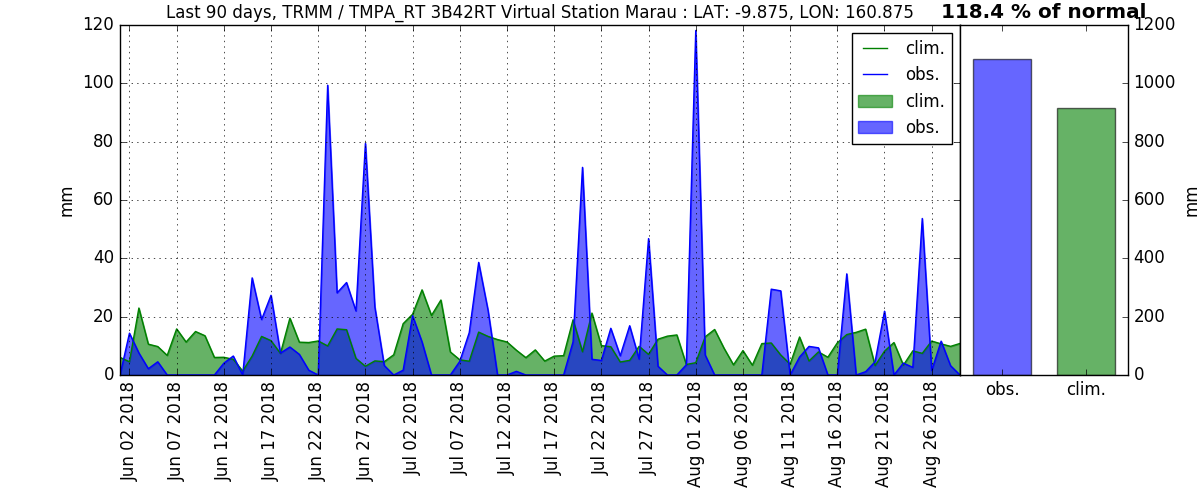 Last 90 days, TRMM / TMPA_RT 3B42RT Virtual Station Marau : LAT: -9.875, LON: 160.875
118.4 % of normal
mm
120
100
80
60
40
20
0
clim.
obs.
clim.
obs.
1200
1000
800
600
400
200
0
mm
Jun 02 2018
Jun 07 2018
Jun 12 2018
Jun 17 2018
Jun 22 2018
Jun 27 2018
Jul 02 2018
Jul 07 2018
Jul 12 2018
Jul 17 2018
Jul 22 2018
Jul 27 2018
Aug 01 2018
Aug 06 2018
Aug 11 2018
Aug 16 2018
Aug 21 2018
Aug 26 2018
obs.
clim.